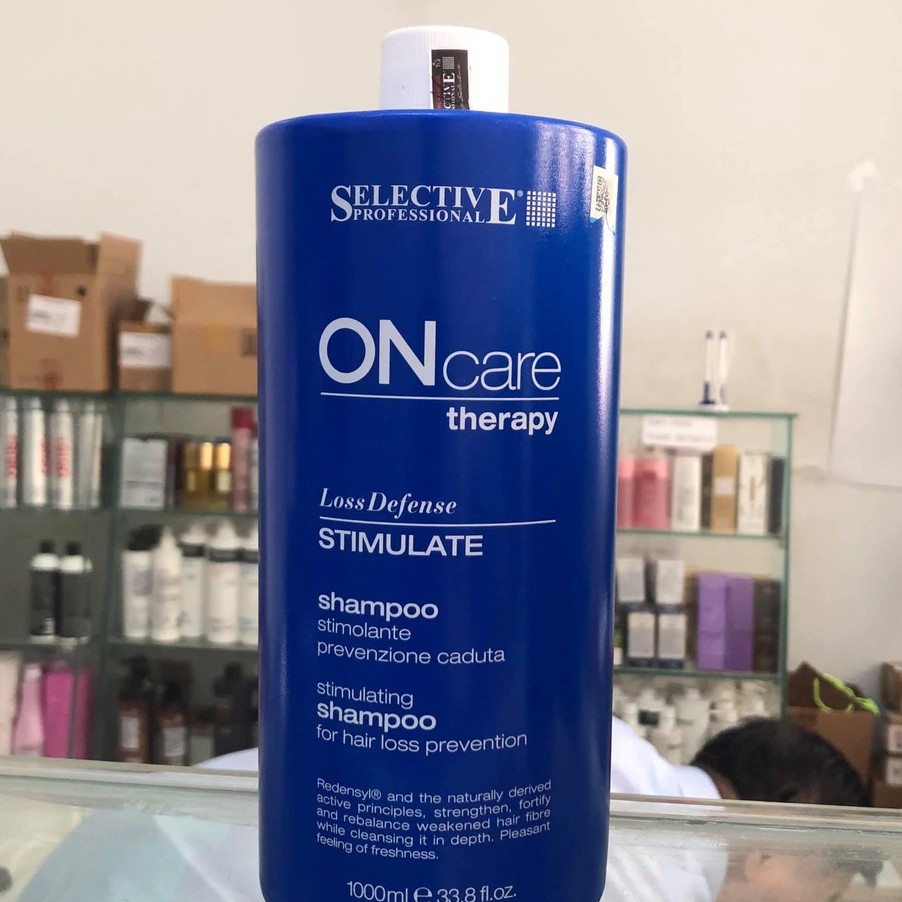 SELECTIVE®
PROFESSIONAL
ONcare
therapy
Loss Defense
STIMULATE
shampoo
stimolante
prevenzione caduta
stimulating
shampoo
for hair loss prevention
Redensyl® and the naturally derived
active principles, strengthen, fortify
and rebalance weakened hair fibre
while cleansing it in depth. Pleasant
feeling of freshness.
1000ml ℮ 33.8 fl.oz.